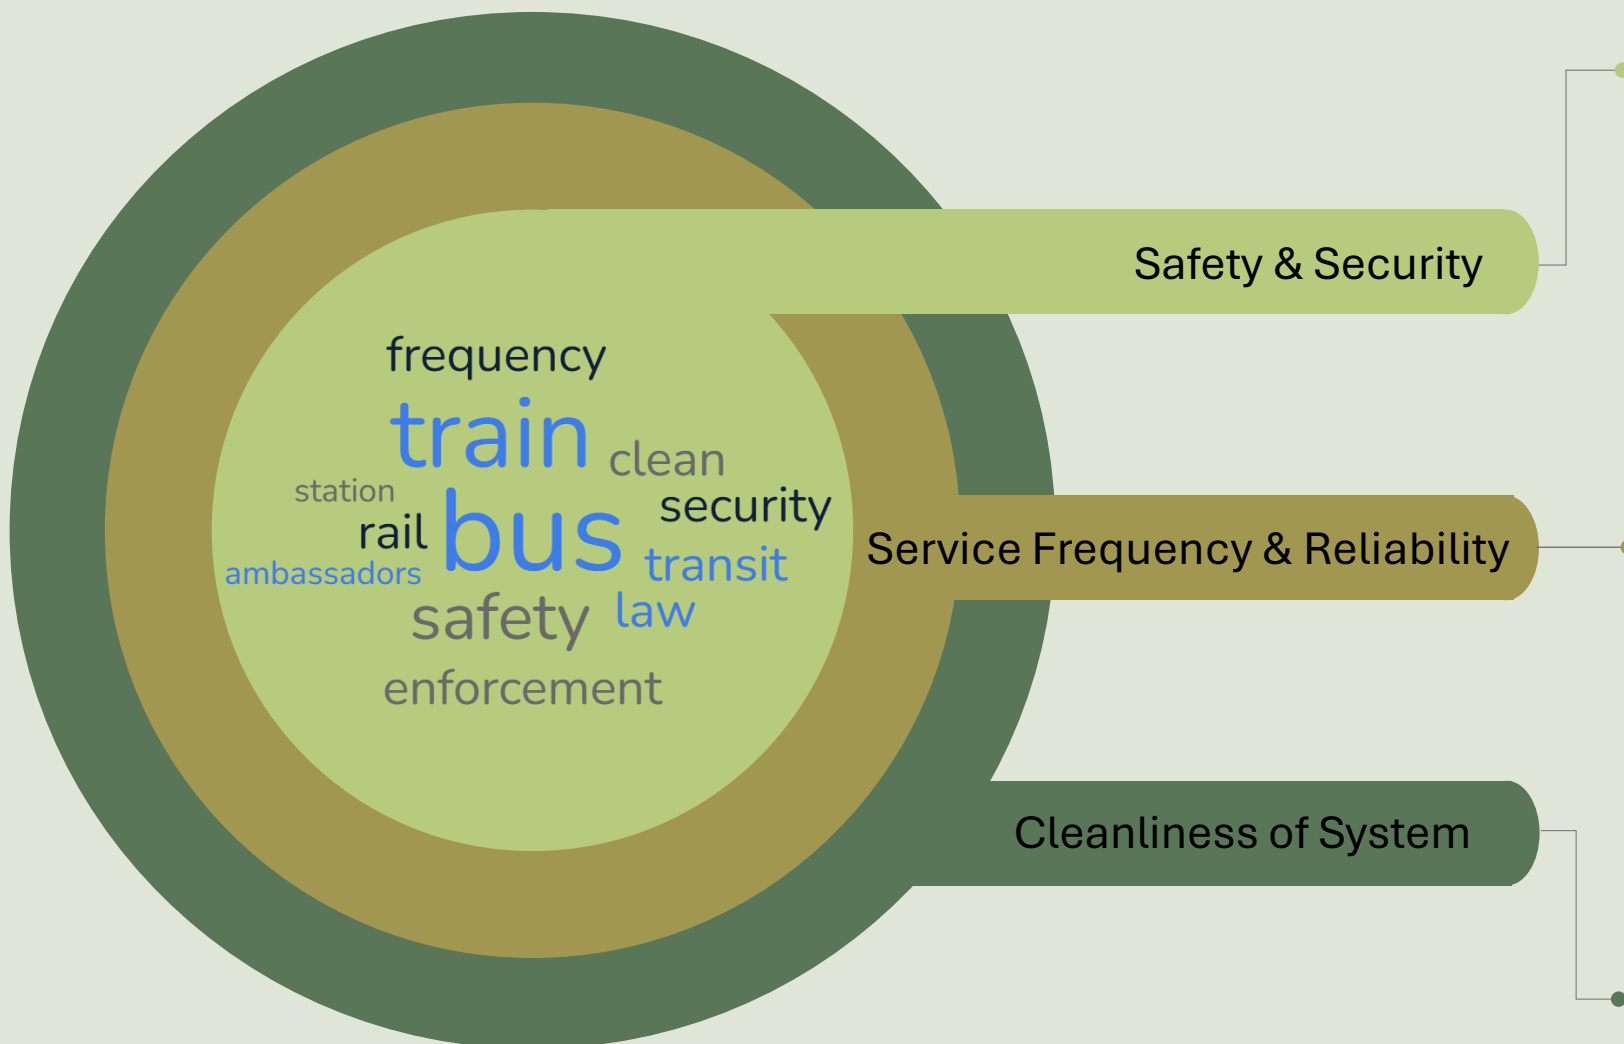 frequency
train
clean
station
security
rail
bus
transit
ambassadors
safety
law
enforcement
Safety & Security
Service Frequency & Reliability
Cleanliness of System